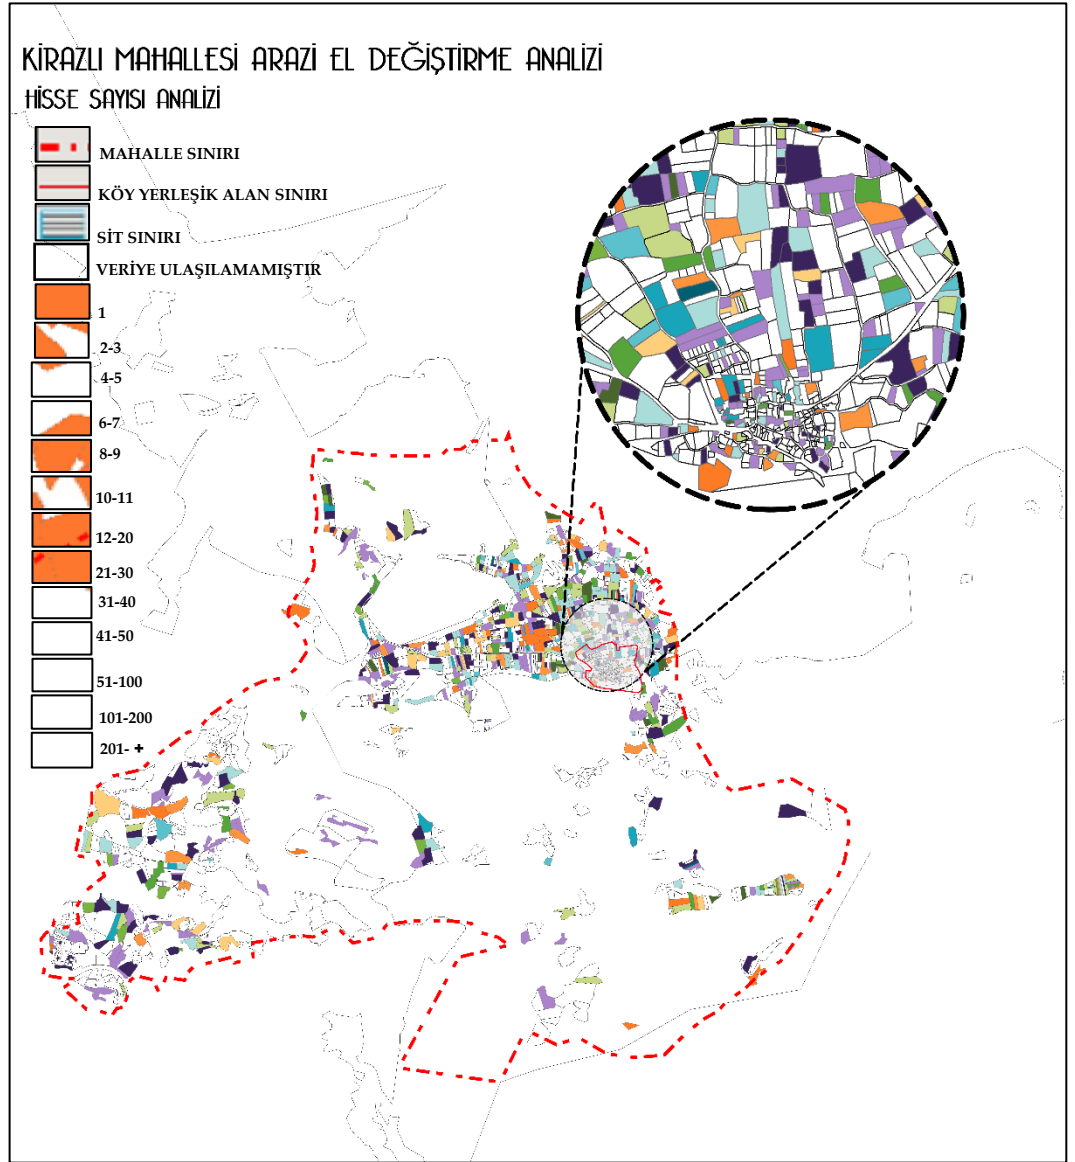 KİRAZLI MAHALLESİ ARAZİ EL DEĞİŞTİRME ANALİZİ
HİSSE SAYISI ANALİZİ
MAHALLE SINIRI
KÖY YERLEŞİK ALAN SINIRI
SİT SINIRI
VERİYE ULAŞILAMAMIŞTIR
1
2-3
4-5
6-7
8-9
10-11
12-20
21-30
31-40
41-50
51-100
101-200
201- +